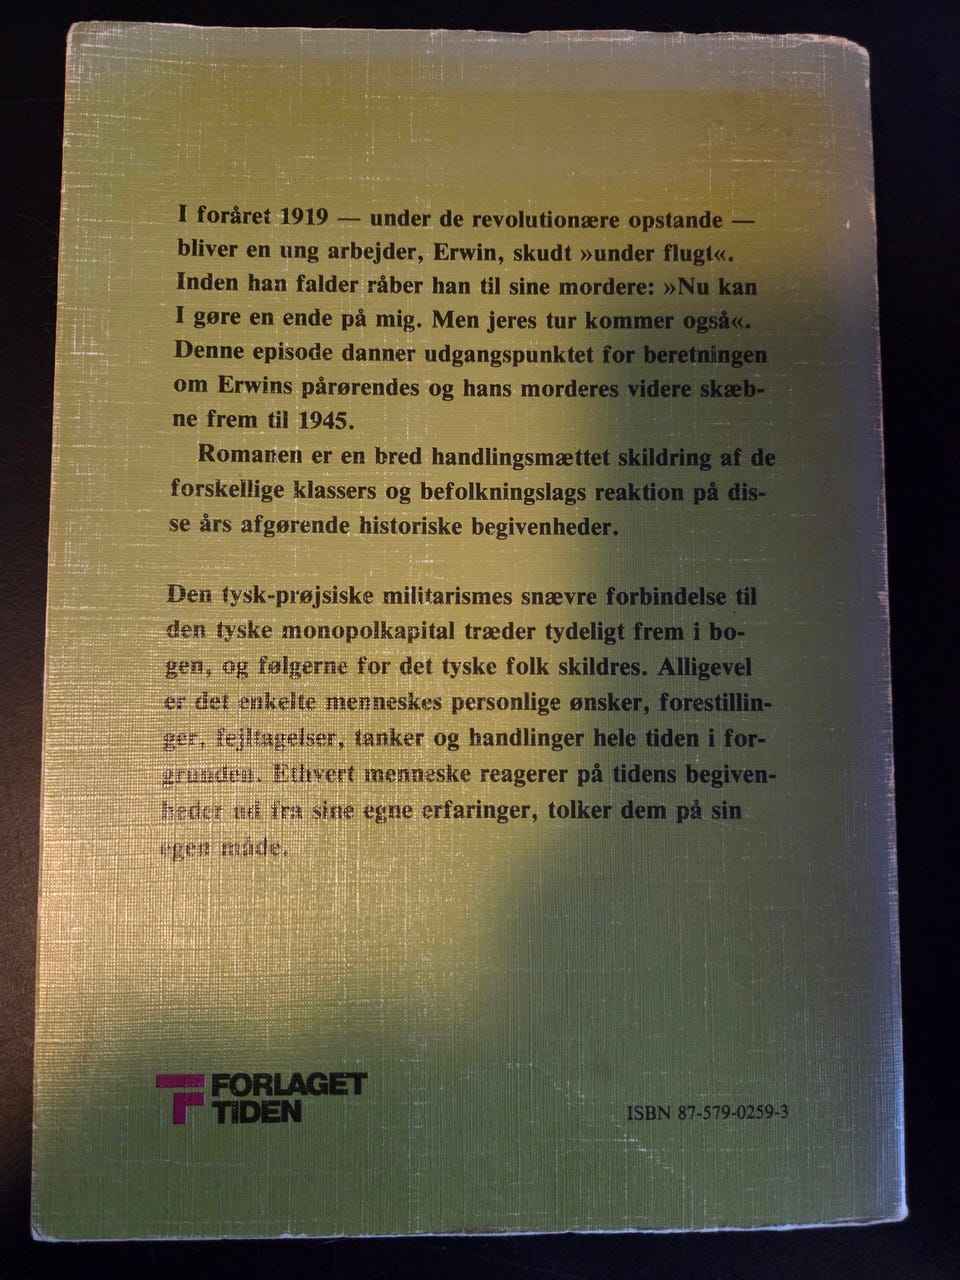 I foråret 1919 — under de revolutionære opstande —
bliver en ung arbejder, Erwin, skudt »under flugt«.
Inden han falder råber han til sine mordere: »Nu kan
I gøre en ende på mig. Men jeres tur kommer også«.
Denne episode danner udgangspunktet for beretningen
om Erwins pårørendes og hans morderes videre skæb-
ne frem til 1945.
Romanen er en bred handlingsmættet skildring af de
forskellige klassers og befolkningslags reaktion på dis-
se års afgørende historiske begivenheder.
Den tysk-prøjsiske militarismes snævre forbindelse til
den tyske monopolkapital træder tydeligt frem i bo-
gen, og følgerne for det tyske folk skildres. Alligevel
er det enkelte menneskes personlige ønsker, forestillin-
ger, fejltagelser, tanker og handlinger hele tiden i for-
grunden. Ethvert menneske reagerer på tidens begiven-
heder ud fra sine egne erfaringer, tolker dem på sin
egen måde.
FORLAGET
TIDEN
ISBN 87-579-0259-3